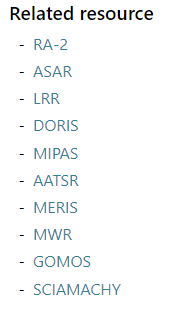 Related resource
- RA-2
- ASAR
- LRR
- DORIS
- MIPAS
- AATSR
- MERIS
- MWR
- GOMOS
- SCIAMACHY